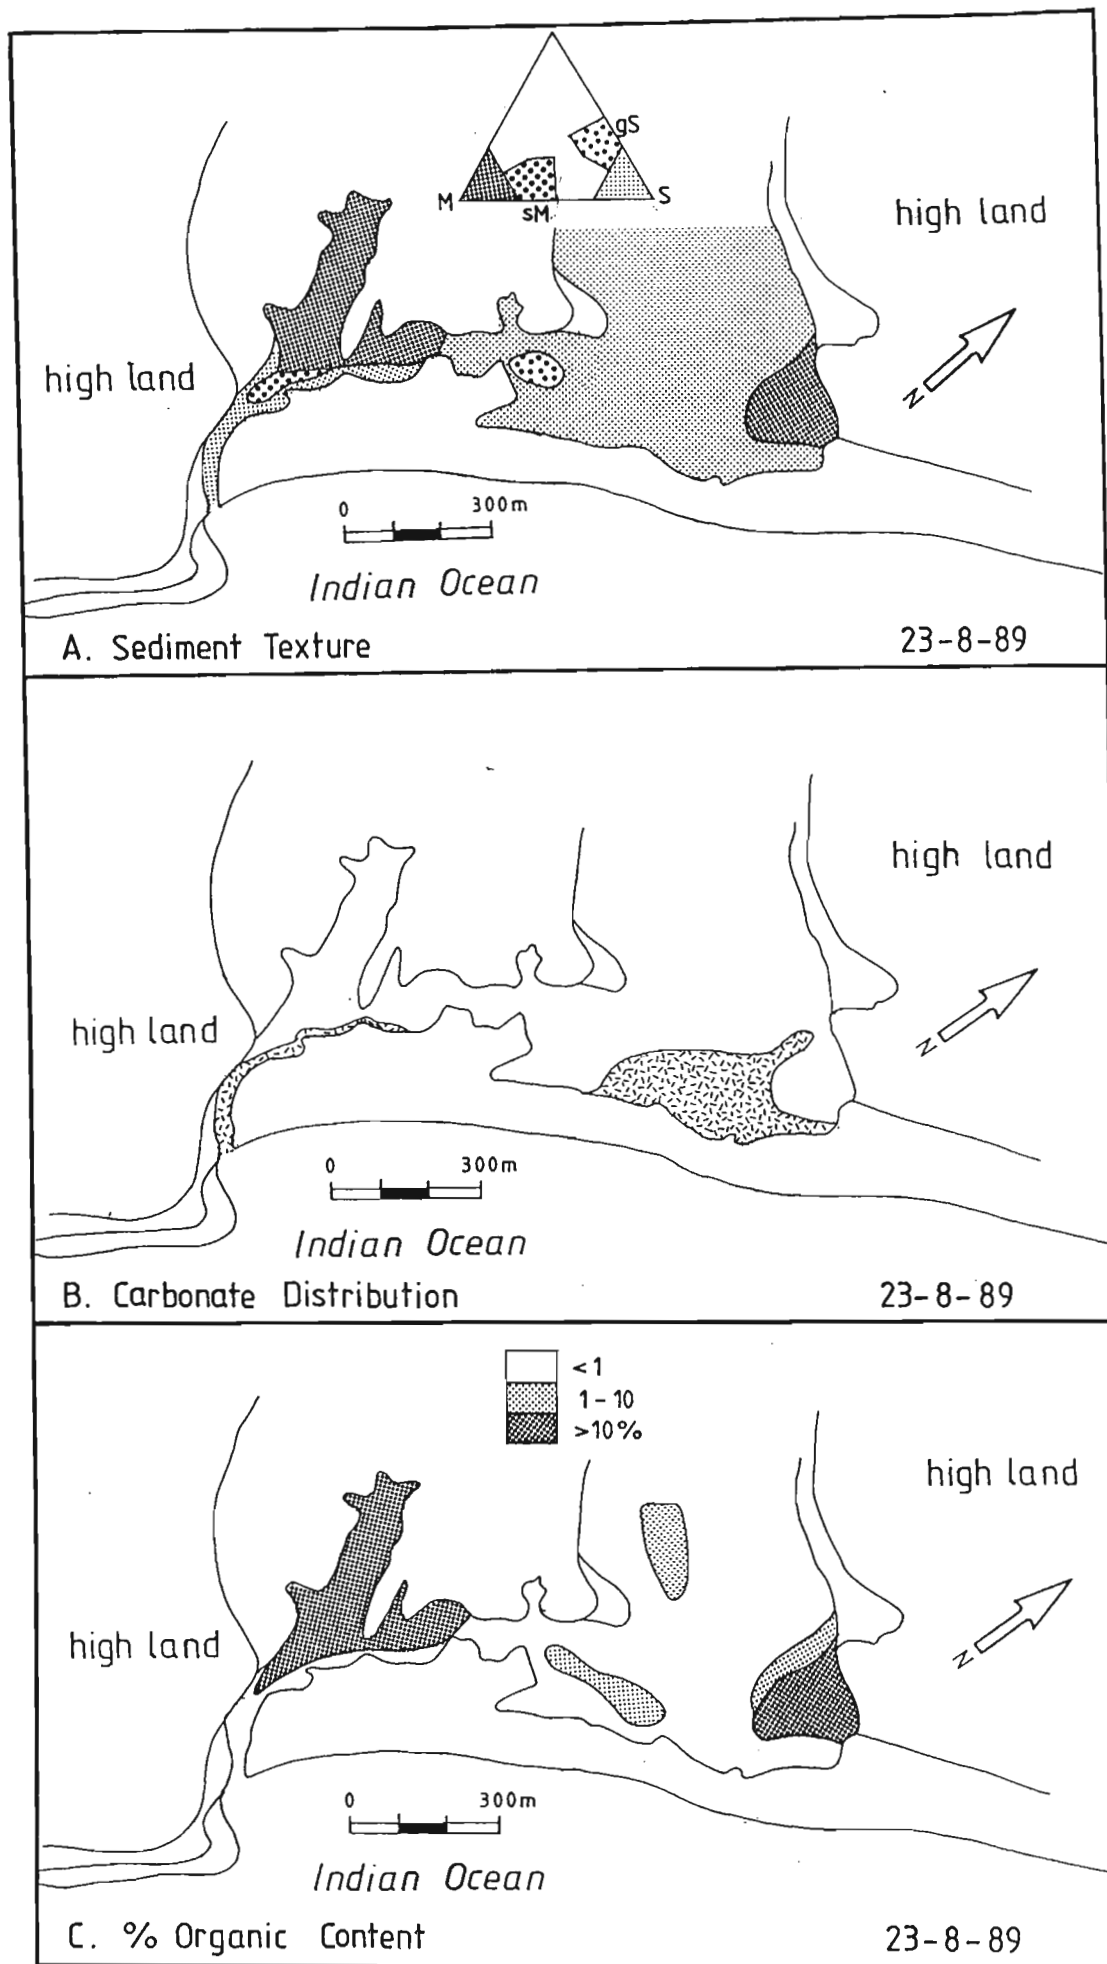 gS
M
sM
S
high land
high land
N
0 300m
Indian Ocean
A. Sediment Texture 23-8-89
high land
high land
N
0 300m
Indian Ocean
B. Carbonate Distribution 23-8-89
<1
1-10
>10%
high land
high land
N
0 300m
Indian Ocean
C. % Organic Content 23-8-89